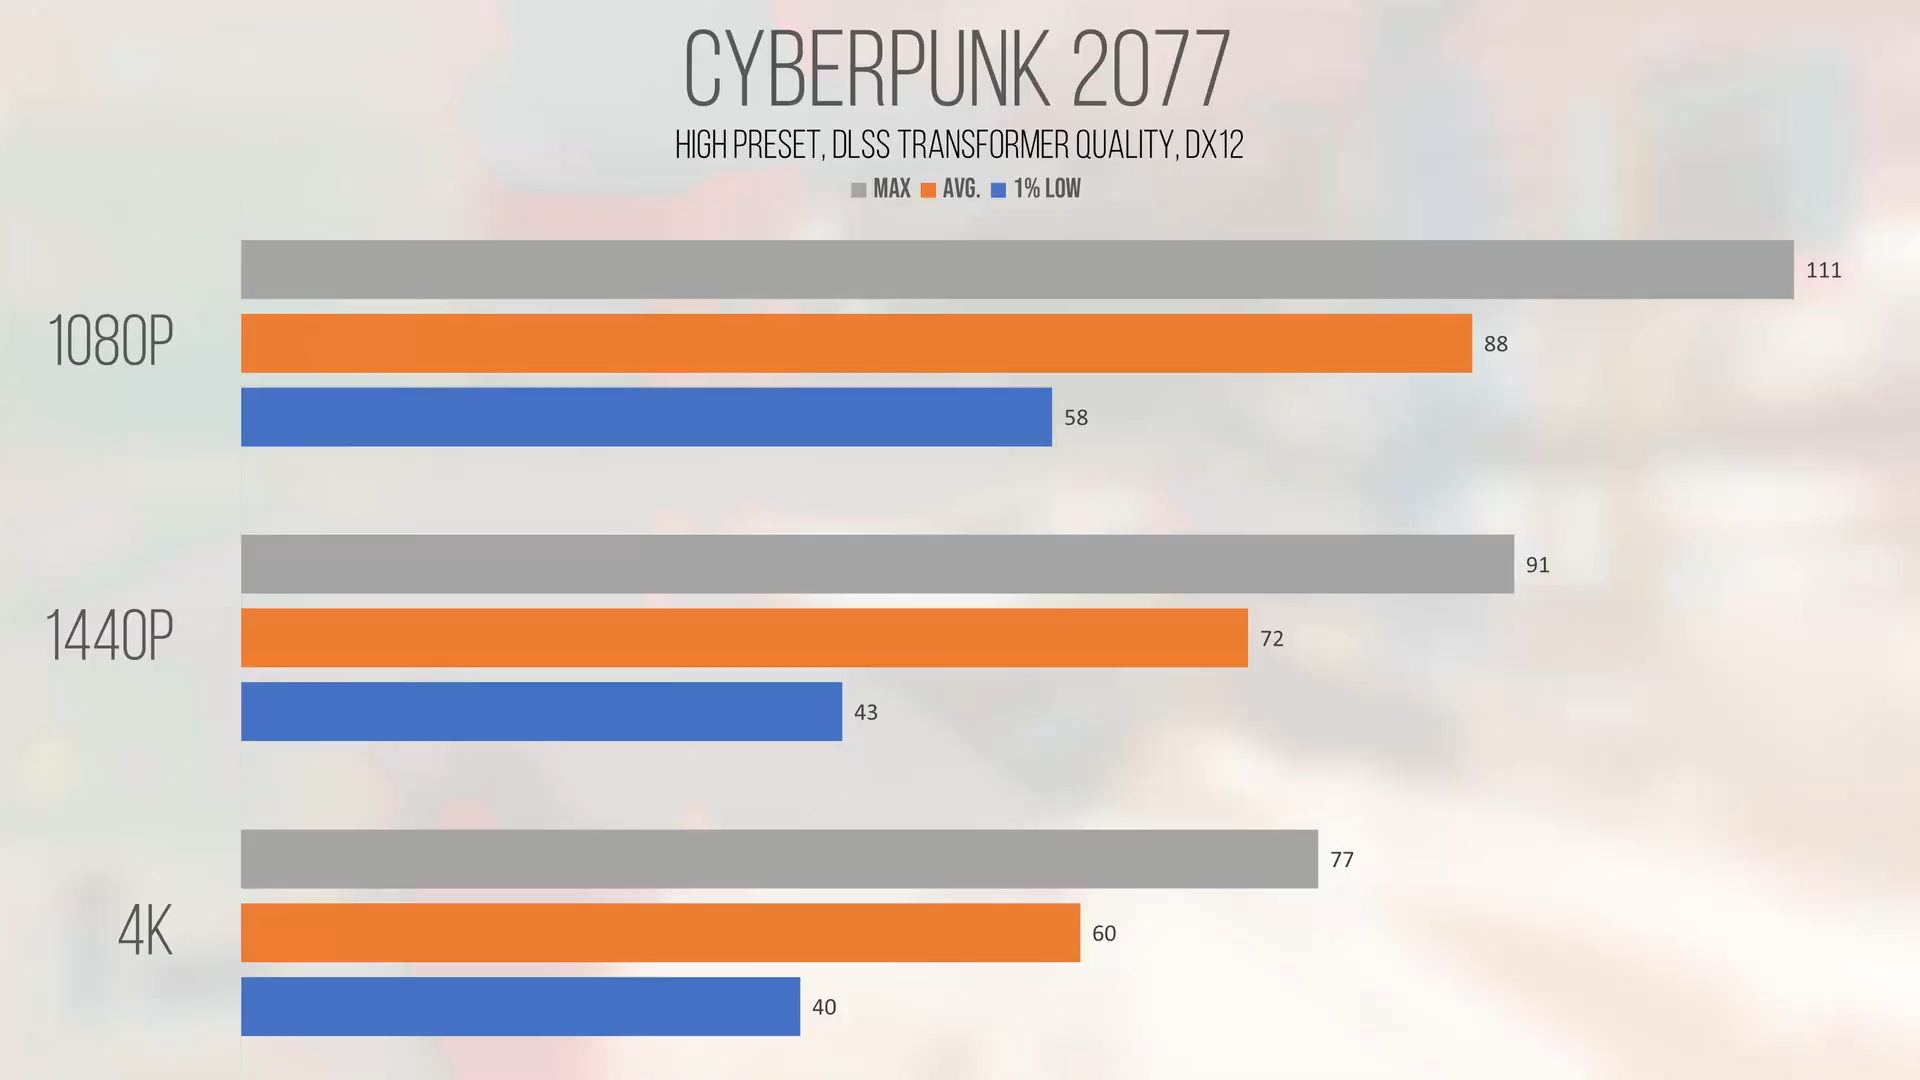 CYBERPUNK 2077
HIGH PRESET, DLSS TRANSFORMER QUALITY, DX12
MAX AVG. 1% LOW
111
1080P 88
58
91
1440P 72
43
77
4K 60
40